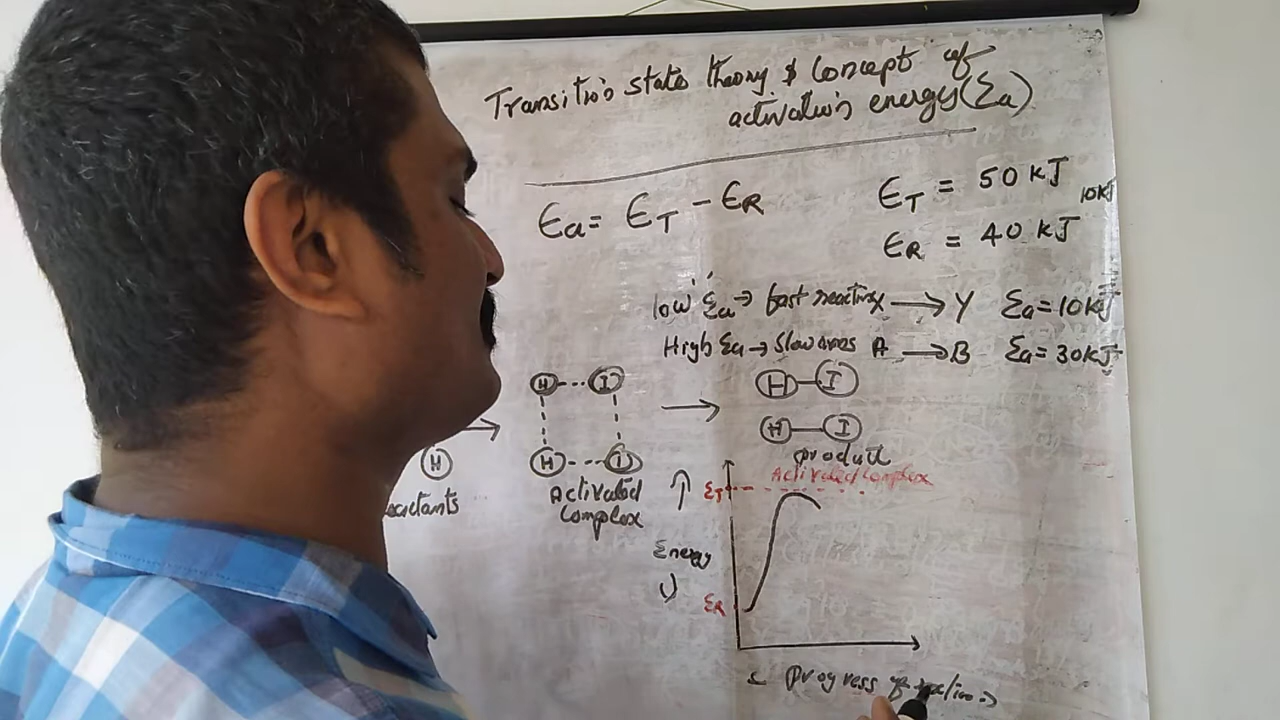 Transition state theory & Concept of
activation energy (Ea)
Ea = ET - ER
ET = 50 kJ
10kJ
ER = 40 kJ
low Ea → fast reaction
X → Y Ea = 10kJ
High Ea → Slow ones A → B Ea = 30kJ
H I
H I
H I
H I
product
H
eactants
Activated
Complex
Activated Complex
ET
Energy
ER
Progress of reaction